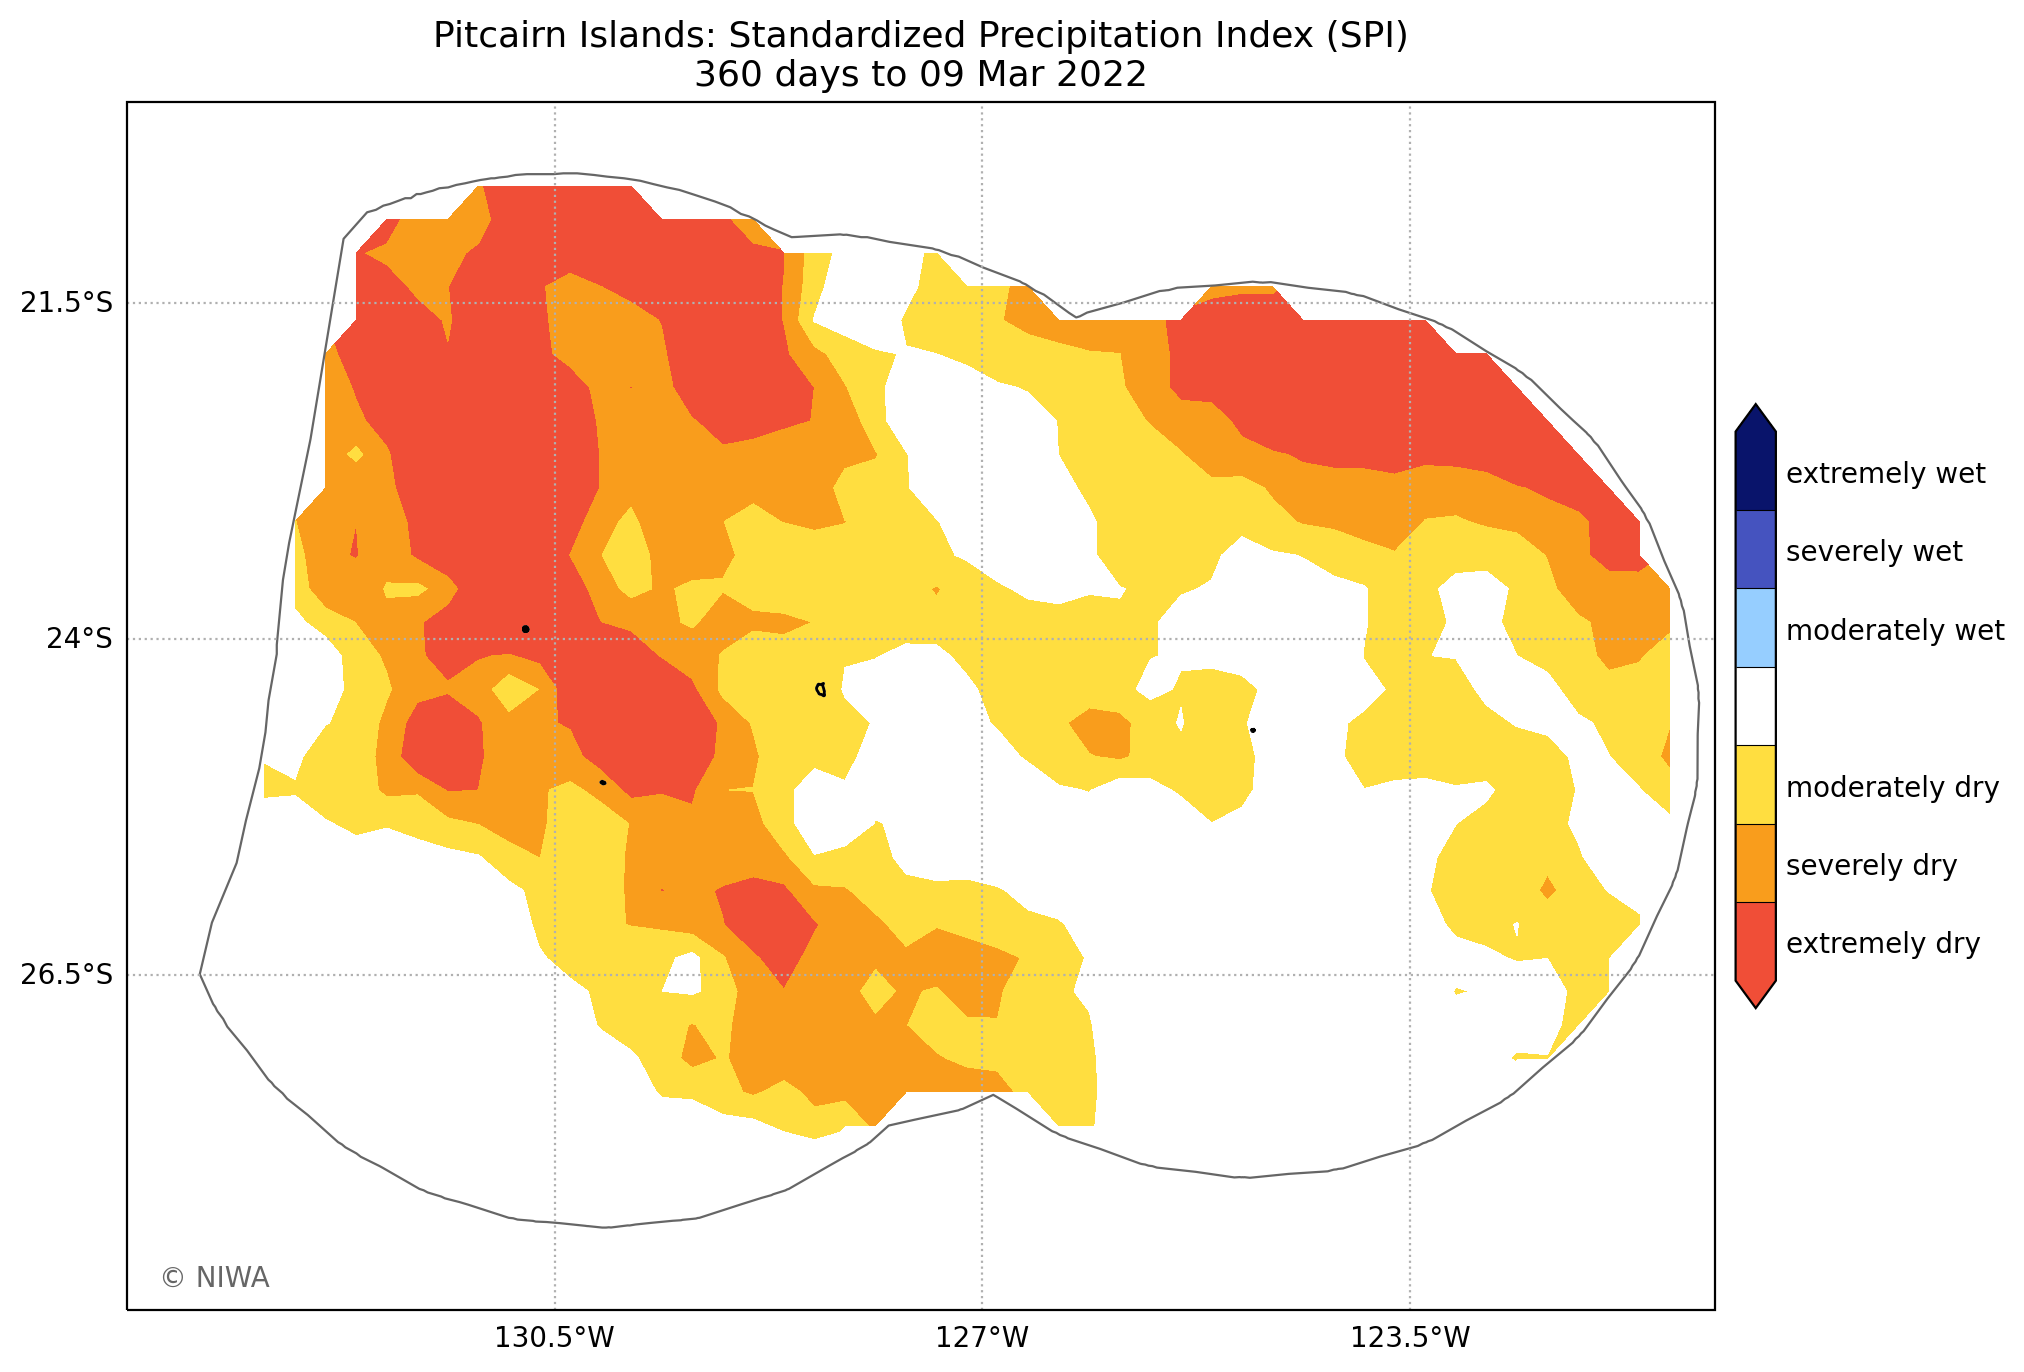 Pitcairn Islands: Standardized Precipitation Index (SPI)
360 days to 09 Mar 2022
21.5°S
24°S
26.5°S
130.5°W
127°W
123.5°W
extremely wet
severely wet
moderately wet
moderately dry
severely dry
extremely dry
© NIWA